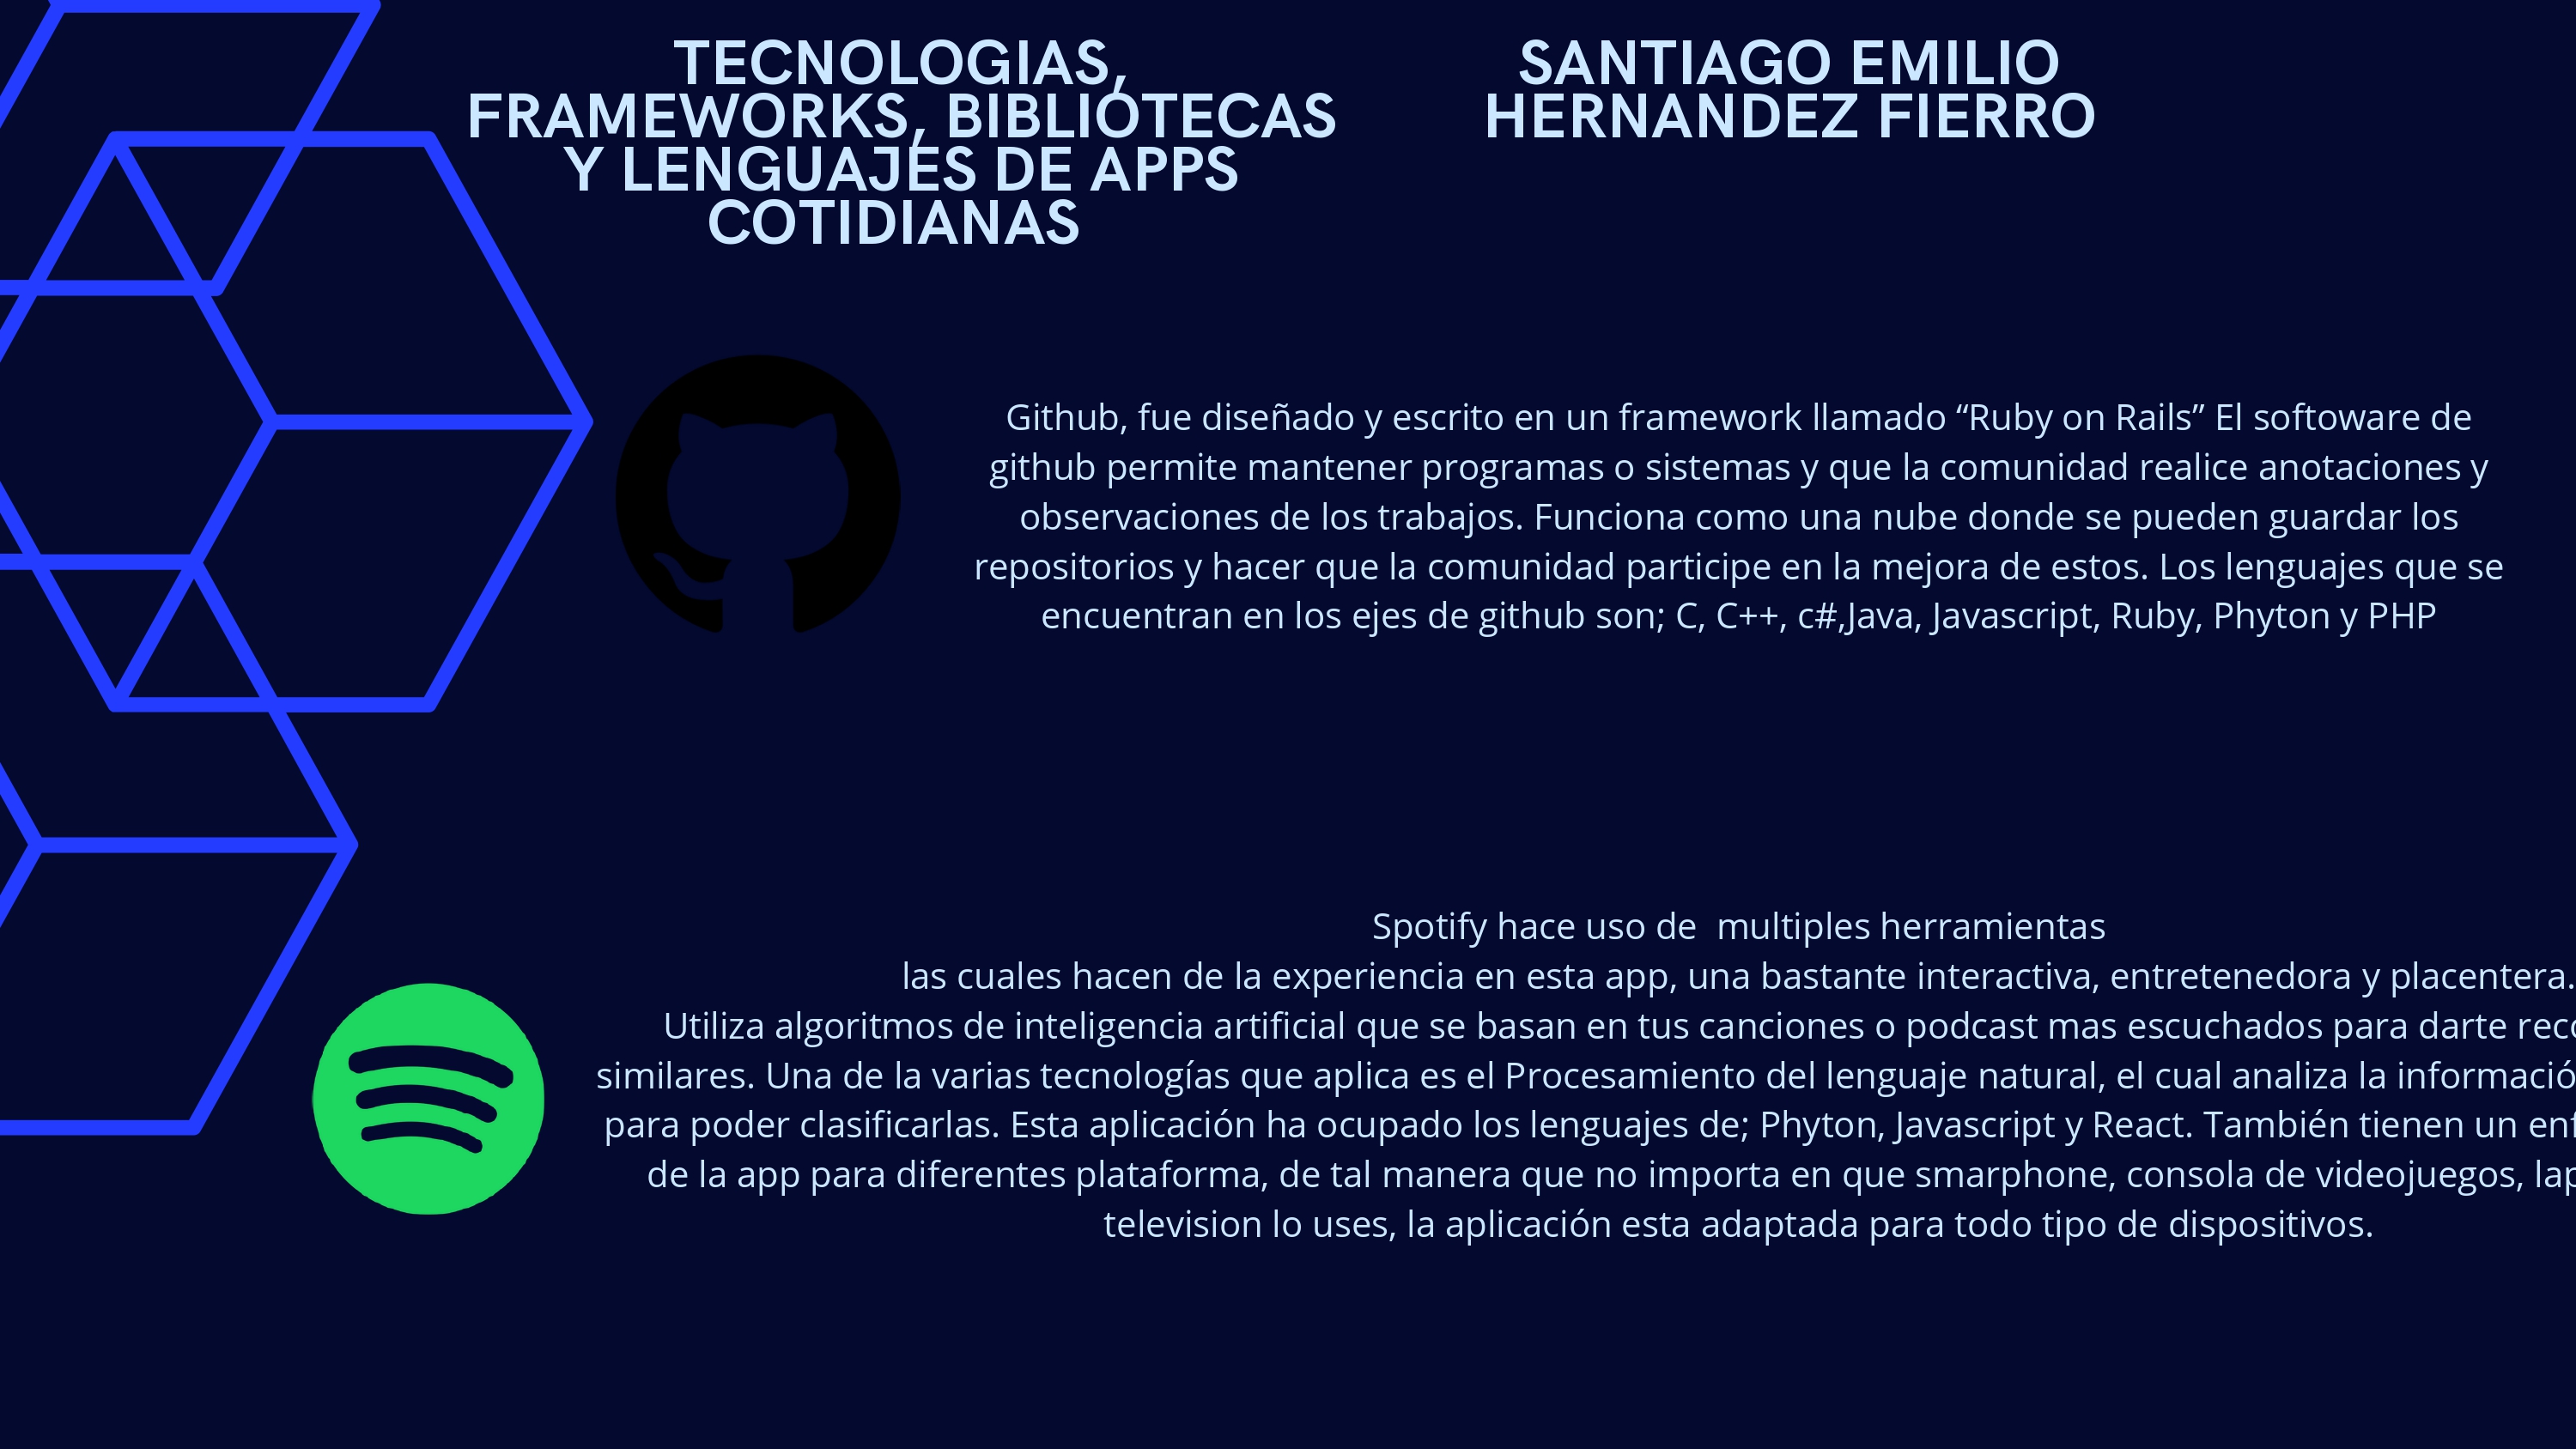 TECNOLOGIAS,
FRAMEWORKS, BIBLIOTECAS
Y LENGUAJES DE APPS
COTIDIANAS
SANTIAGO EMILIO
HERNANDEZ FIERRO
Github, fue diseñado y escrito en un framework llamado “Ruby on Rails” El softoware de
github permite mantener programas o sistemas y que la comunidad realice anotaciones y
observaciones de los trabajos. Funciona como una nube donde se pueden guardar los
repositorios y hacer que la comunidad participe en la mejora de estos. Los lenguajes que se
encuentran en los ejes de github son; C, C++, c#,Java, Javascript, Ruby, Phyton y PHP
Spotify hace uso de  multiples herramientas
las cuales hacen de la experiencia en esta app, una bastante interactiva, entretenedora y placentera.
Utiliza algoritmos de inteligencia artificial que se basan en tus canciones o podcast mas escuchados para darte
similares. Una de la varias tecnologías que aplica es el Procesamiento del lenguaje natural, el cual analiza la
para poder clasificarlas. Esta aplicación ha ocupado los lenguajes de; Phyton, Javascript y React. También tienen un
de la app para diferentes plataforma, de tal manera que no importa en que smarphone, consola de videojuegos,
television lo uses, la aplicación esta adaptada para todo tipo de dispositivos.